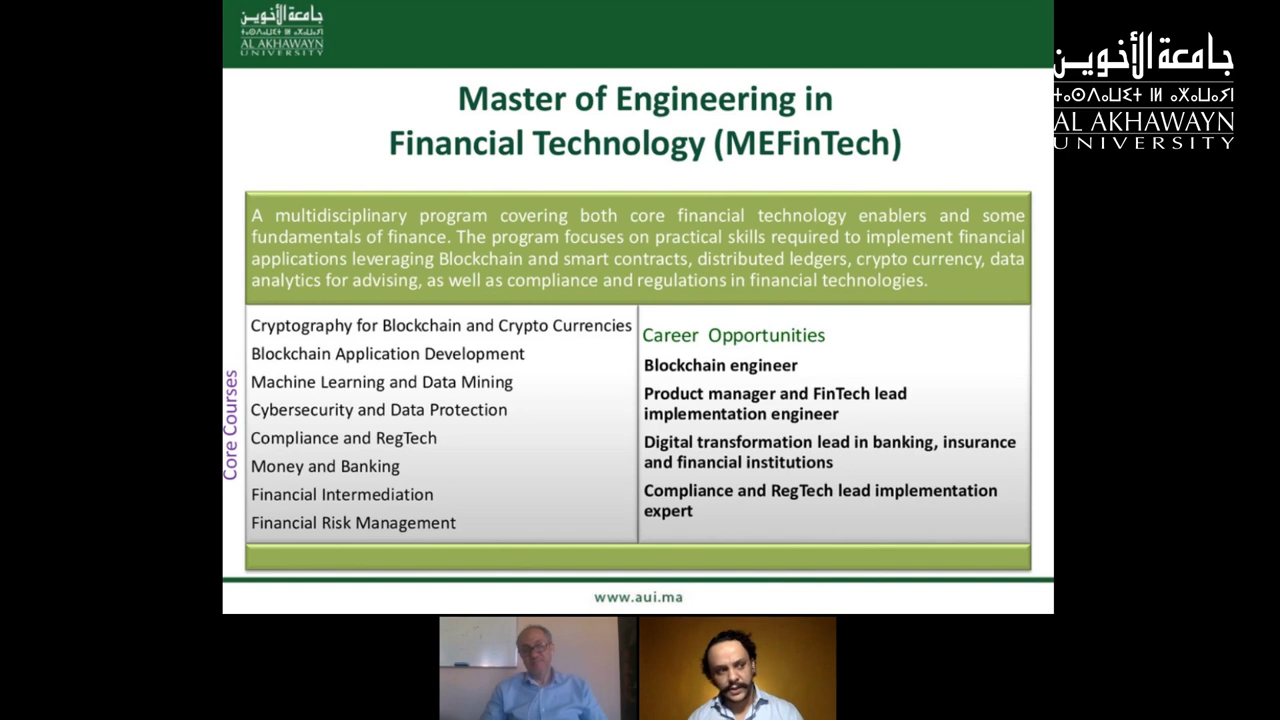 جامعة الأخوين
ⵜⴰⵙⴷⴰⵡⵉⵜ ⵏ ⵡⴰⵅⴰⵡⴰⵢⵏ
AL AKHAWAYN
UNIVERSITY
جامعة الأخوين
AL AKHAWAYN
UNIVERSITY
Master of Engineering in
Financial Technology (MEFinTech)
A multidisciplinary program covering both core financial technology enablers and some
fundamentals of finance. The program focuses on practical skills required to implement financial
applications leveraging Blockchain and smart contracts, distributed ledgers, crypto currency, data
analytics for advising, as well as compliance and regulations in financial technologies.
Core Courses
Cryptography for Blockchain and Crypto Currencies
Blockchain Application Development
Machine Learning and Data Mining
Cybersecurity and Data Protection
Compliance and RegTech
Money and Banking
Financial Intermediation
Financial Risk Management
Career Opportunities
Blockchain engineer
Product manager and FinTech lead
implementation engineer
Digital transformation lead in banking, insurance
and financial institutions
Compliance and RegTech lead implementation
expert
www.aui.ma